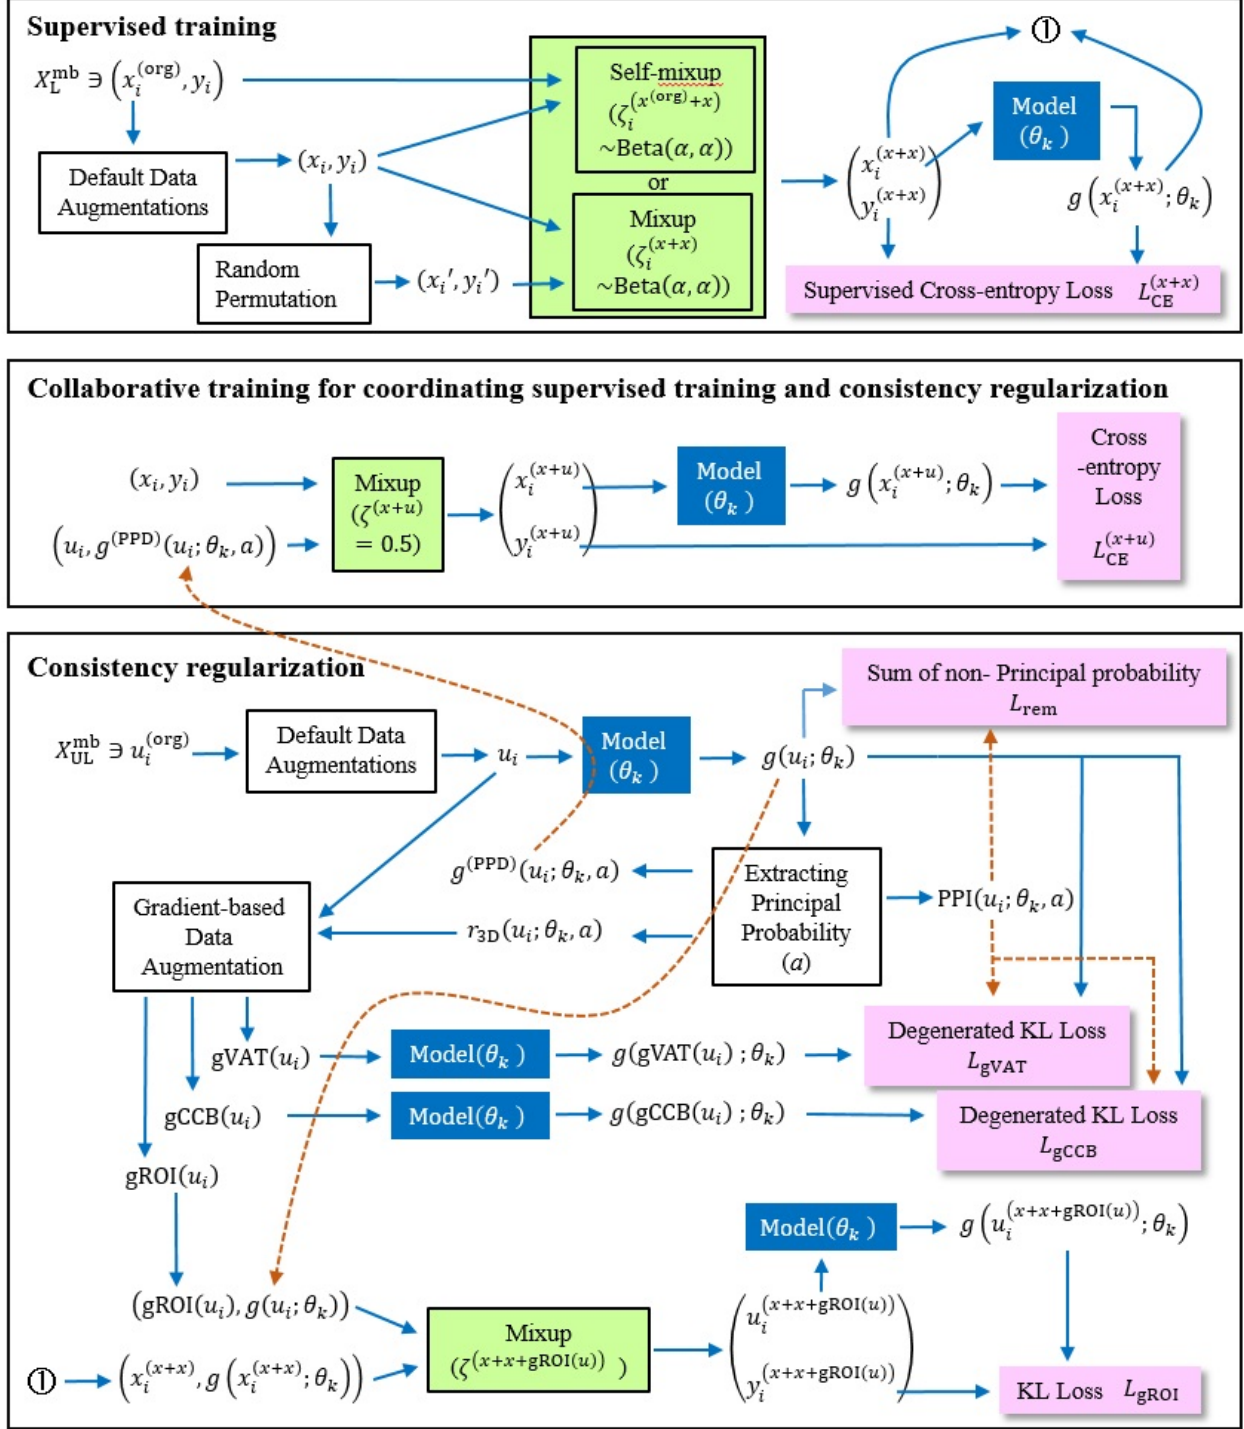 Supervised training
①
X_L^mb ∋ (x_i^(org), y_i)
Default Data
Augmentations
(x_i, y_i)
Random
Permutation
(x_i′, y_i′)
Self-mixup
(ζ_i^(x^(org)+x)
~Beta(α, α))
or
Mixup
(ζ_i^(x+x)
~Beta(α, α))
x_i^(x+x)
y_i^(x+x)
Model
(θ_k)
g(x_i^(x+x); θ_k)
Supervised Cross-entropy Loss L_CE^(x+x)
Collaborative training for coordinating supervised training and consistency regularization
(x_i, y_i)
(u_i, g^(PPD)(u_i; θ_k, a))
Mixup
(ζ^(x+u)
= 0.5)
x_i^(x+u)
y_i^(x+u)
Model
(θ_k)
g(x_i^(x+u); θ_k)
Cross
-entropy
Loss
L_CE^(x+u)
Consistency regularization
Sum of non- Principal probability
L_rem
X_UL^mb ∋ u_i^(org)
Default Data
Augmentations
u_i
Model
(θ_k)
g(u_i; θ_k)
g^(PPD)(u_i; θ_k, a)
r_3D(u_i; θ_k, a)
Extracting
Principal
Probability
(a)
PPI(u_i; θ_k, a)
Gradient-based
Data
Augmentation
gVAT(u_i)
Model(θ_k)
g(gVAT(u_i); θ_k)
Degenerated KL Loss
L_gVAT
gCCB(u_i)
Model(θ_k)
g(gCCB(u_i); θ_k)
Degenerated KL Loss
L_gCCB
gROI(u_i)
Model(θ_k)
g(u_i^(x+x+gROI(u)); θ_k)
(gROI(u_i), g(u_i; θ_k))
① (x_i^(x+x), g(x_i^(x+x); θ_k))
Mixup
(ζ^(x+x+gROI(u)))
u_i^(x+x+gROI(u))
y_i^(x+x+gROI(u))
KL Loss L_gROI